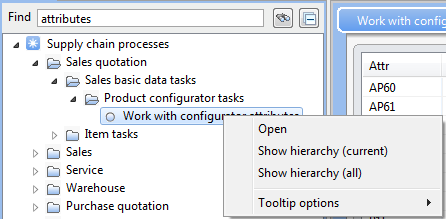 Find attributes
Supply chain processes
Sales quotation
Sales basic data tasks
Product configurator tasks
Work with configurator attributes
Item tasks
Sales
Service
Warehouse
Purchase quotation
Open
Show hierarchy (current)
Show hierarchy (all)
Tooltip options
Work with config
Attr
AP60
AP61